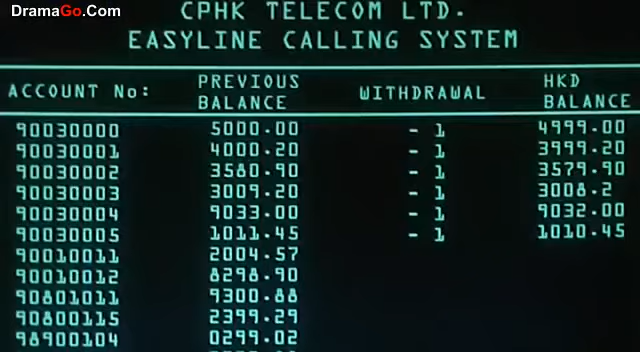 DramaGo.Com
CPHK TELECOM LTD.
EASYLINE CALLING SYSTEM
ACCOUNT No: PREVIOUS BALANCE WITHDRAWAL HKD BALANCE
90030000 5000.00 - 1 4999.00
90030001 4000.20 - 1 3999.20
90030002 3580.90 - 1 3579.90
90030003 3009.20 - 1 3008.2
90030004 9033.00 - 1 9032.00
90030005 1011.45 - 1 1010.45
90010011 2004.57
90010012 8298.90
90801011 9300.88
90800115 2399.29
98900104 0299.02